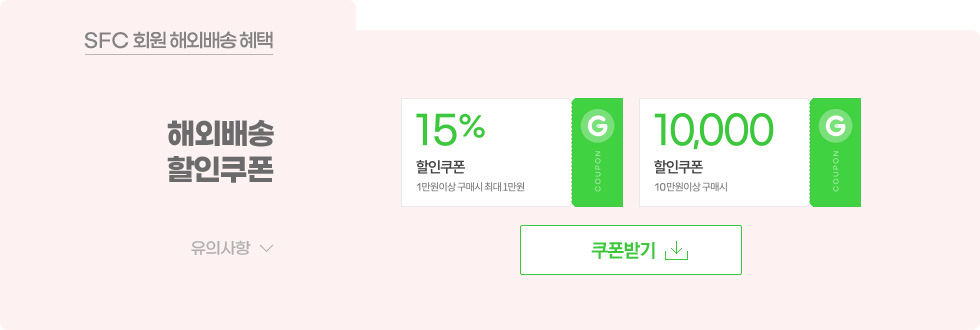 SFC 회원 해외배송 혜택
해외배송
할인쿠폰
유의사항
15%
할인쿠폰
1만원이상 구매시 최대 1만원
G
COUPON
10,000
할인쿠폰
10만원이상 구매시
G
COUPON
쿠폰받기